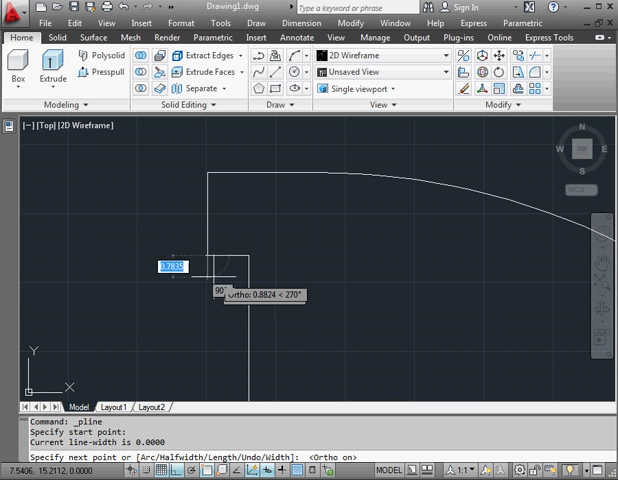 Drawing1.dwg
Type a keyword or phrase
Sign In
File Edit View Insert Format Tools Draw Dimension Modify Window Help
Express Parametric
Home Solid Surface Mesh Render Parametric Insert Annotate View Manage Output Plug-ins Online Express Tools
Box
Extrude
Polysolid
Presspull
Extract Edges
Extrude Faces
Separate
2D Wireframe
Unsaved View
Single viewport
Modeling
Solid Editing
Draw
View
Modify
[−] [Top] [2D Wireframe]
N
W TOP E
S
WCS
0.7835
90°
Ortho: 0.8824 < 270°
Y
X
Model Layout1 Layout2
Command: _pline
Specify start point:
Current line-width is 0.0000
Specify next point or [Arc/Halfwidth/Length/Undo/Width]: <Ortho on>
7.5406, 15.2112, 0.0000
MODEL
1:1